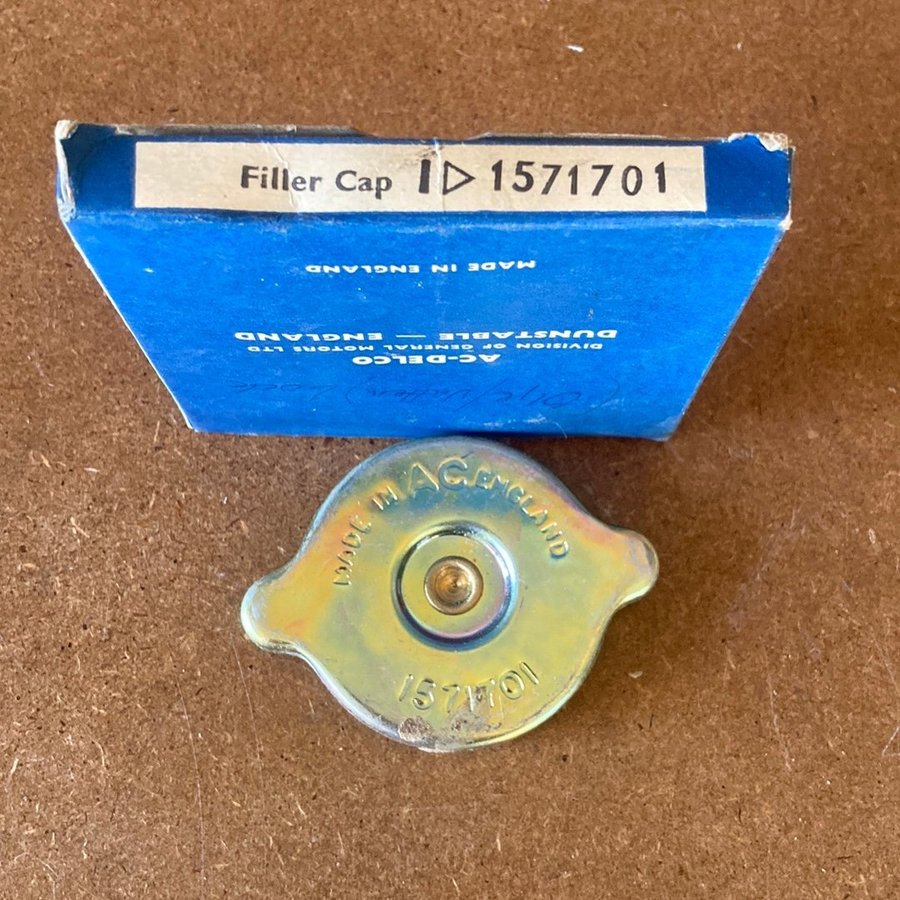 Filler Cap 1▷ 1571701
AC-DELCO
DIVISION OF GENERAL MOTORS LTD
DUNSTABLE — ENGLAND
MADE IN ENGLAND
MADE IN AC ENGLAND
1571701